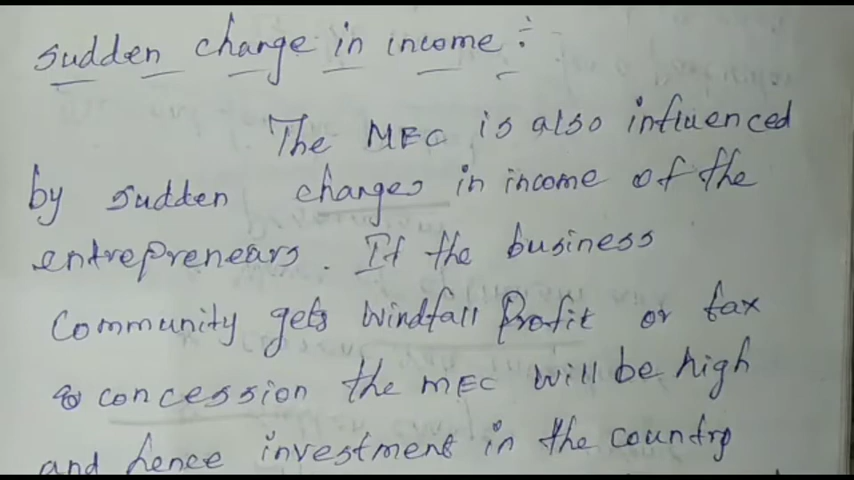 Sudden change in income :
The MEC is also influenced
by sudden changes in income of the
entreprenears. If the business
Community gets windfall Profit or tax
concession the MEC will be high
and hence investment in the country